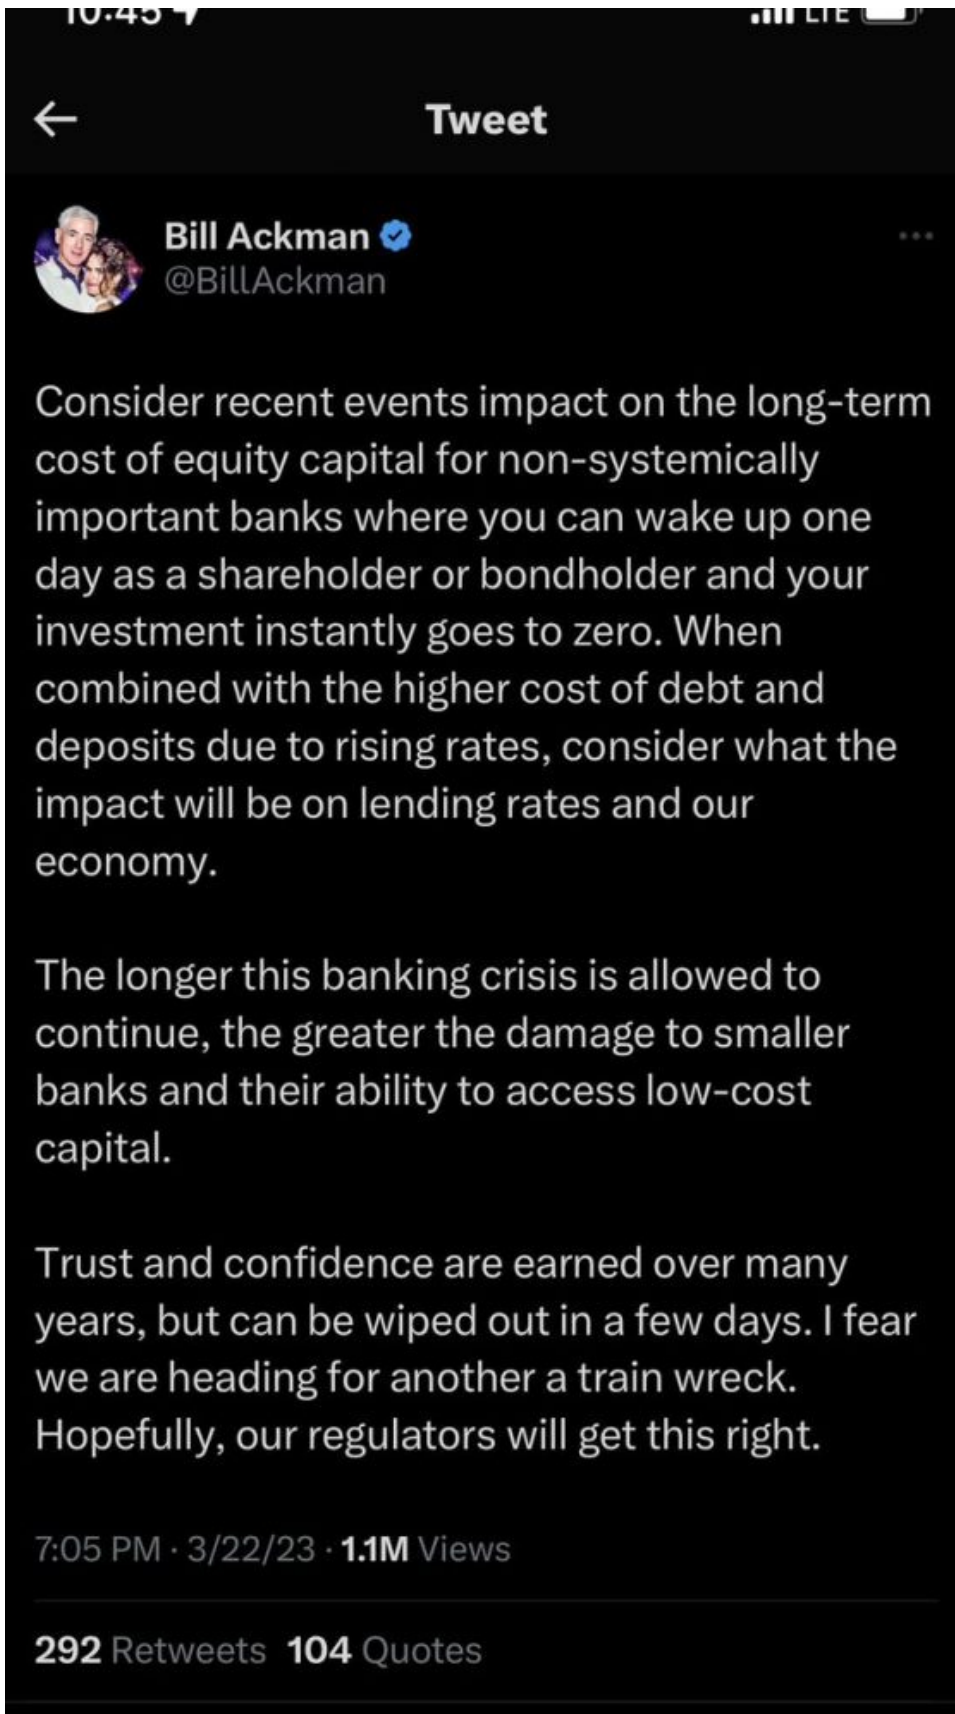 10:45
LTE
Tweet
Bill Ackman
@BillAckman
Consider recent events impact on the long-term
cost of equity capital for non-systemically
important banks where you can wake up one
day as a shareholder or bondholder and your
investment instantly goes to zero. When
combined with the higher cost of debt and
deposits due to rising rates, consider what the
impact will be on lending rates and our
economy.
The longer this banking crisis is allowed to
continue, the greater the damage to smaller
banks and their ability to access low-cost
capital.
Trust and confidence are earned over many
years, but can be wiped out in a few days. I fear
we are heading for another a train wreck.
Hopefully, our regulators will get this right.
7:05 PM · 3/22/23 · 1.1M Views
292 Retweets 104 Quotes